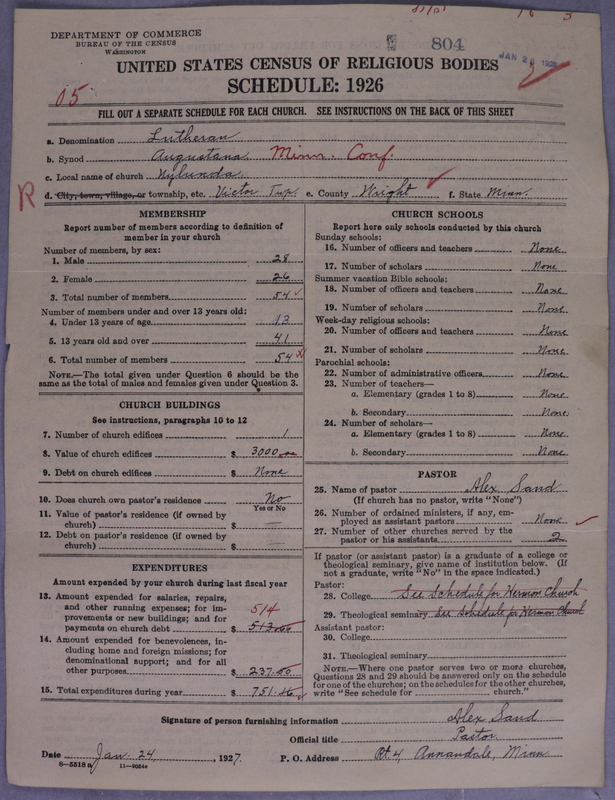 DEPARTMENT OF COMMERCE
BUREAU OF THE CENSUS
WASHINGTON
804
UNITED STATES CENSUS OF RELIGIOUS BODIES
SCHEDULE: 1926
FILL OUT A SEPARATE SCHEDULE FOR EACH CHURCH. SEE INSTRUCTIONS ON THE BACK OF THIS SHEET
a. Denomination Lutheran
b. Synod Augustana Minn. Conf.
c. Local name of church Nylunda
R
d. City, town, village, or township, etc. Victor Twp. e. County Wright f. State Minn.
MEMBERSHIP
Report number of members according to definition of
member in your church
Number of members, by sex:
1. Male 28
2. Female 26
3. Total number of members 54
Number of members under and over 13 years old:
4. Under 13 years of age 13
5. 13 years old and over 41
6. Total number of members 54
NOTE.—The total given under Question 6 should be the
same as the total of males and females given under Question 3.
CHURCH BUILDINGS
See instructions, paragraphs 10 to 12
7. Number of church edifices 1
8. Value of church edifices $ 3000
9. Debt on church edifices $ None
10. Does church own pastor's residence No
Yes or No
11. Value of pastor's residence (if owned by
church) $ —
12. Debt on pastor's residence (if owned by
church) $ —
EXPENDITURES
Amount expended by your church during last fiscal year
13. Amount expended for salaries, repairs,
and other running expenses; for im-
provements or new buildings; and for
payments on church debt 514
$
14. Amount expended for benevolences, in-
cluding home and foreign missions; for
denominational support; and for all
other purposes $ 237
15. Total expenditures during year $ 751
CHURCH SCHOOLS
Report here only schools conducted by this church
Sunday schools:
16. Number of officers and teachers None
17. Number of scholars None
Summer vacation Bible schools:
18. Number of officers and teachers None
19. Number of scholars None
Week-day religious schools:
20. Number of officers and teachers None
21. Number of scholars None
Parochial schools:
22. Number of administrative officers None
23. Number of teachers—
a. Elementary (grades 1 to 8) None
b. Secondary None
24. Number of scholars—
a. Elementary (grades 1 to 8) None
b. Secondary None
PASTOR
25. Name of pastor Alex Sand
(If church has no pastor, write "None")
26. Number of ordained ministers, if any, em-
ployed as assistant pastors None
27. Number of other churches served by the
pastor or his assistants 2
If pastor (or assistant pastor) is a graduate of a college or
theological seminary, give name of institution below. (If
not a graduate, write "No" in the space indicated.)
Pastor:
28. College See Schedule for Hermon Church
29. Theological seminary See Schedule for Hermon Church
Assistant pastor:
30. College
31. Theological seminary
NOTE.—Where one pastor serves two or more churches,
Questions 28 and 29 should be answered only on the schedule
for one of the churches; on the schedules for the other churches,
write "See schedule for church."
Signature of person furnishing information Alex Sand
Official title Pastor
Date Jan. 24, 1927. P. O. Address Rt. 4, Annandale, Minn
8—5518a 11—9024a